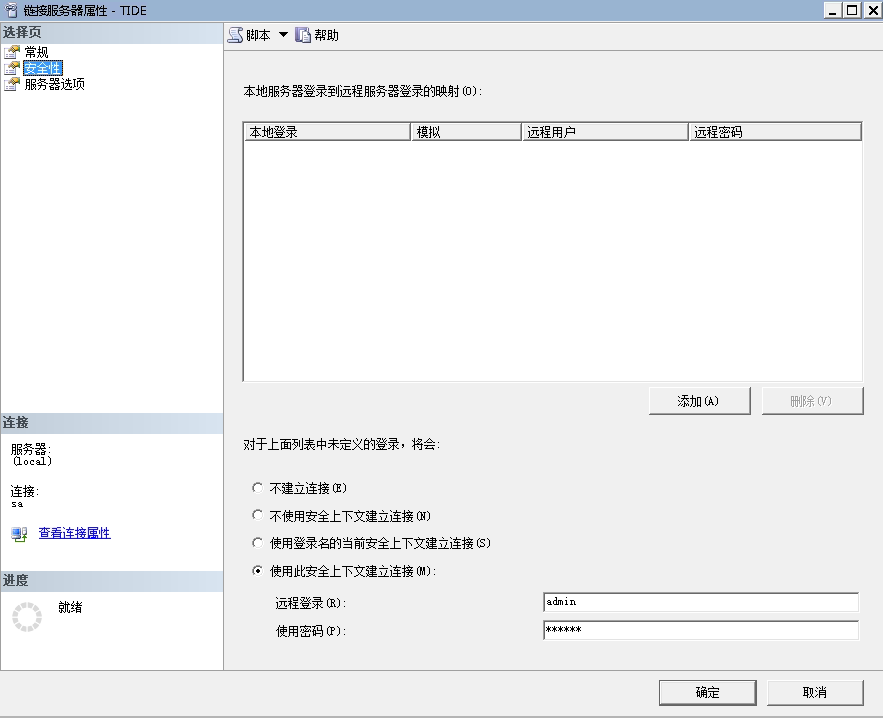 链接服务器属性 - TIDE
选择页
常规
安全性
服务器选项
脚本 帮助
本地服务器登录到远程服务器登录的映射(O):
本地登录 模拟 远程用户 远程密码
添加(A) 删除(V)
对于上面列表中未定义的登录，将会:
不建立连接(E)
不使用安全上下文建立连接(N)
使用登录名的当前安全上下文建立连接(S)
使用此安全上下文建立连接(M):
远程登录(R): admin
使用密码(P): ******
连接
服务器:
(local)
连接:
sa
查看连接属性
进度
就绪
确定 取消